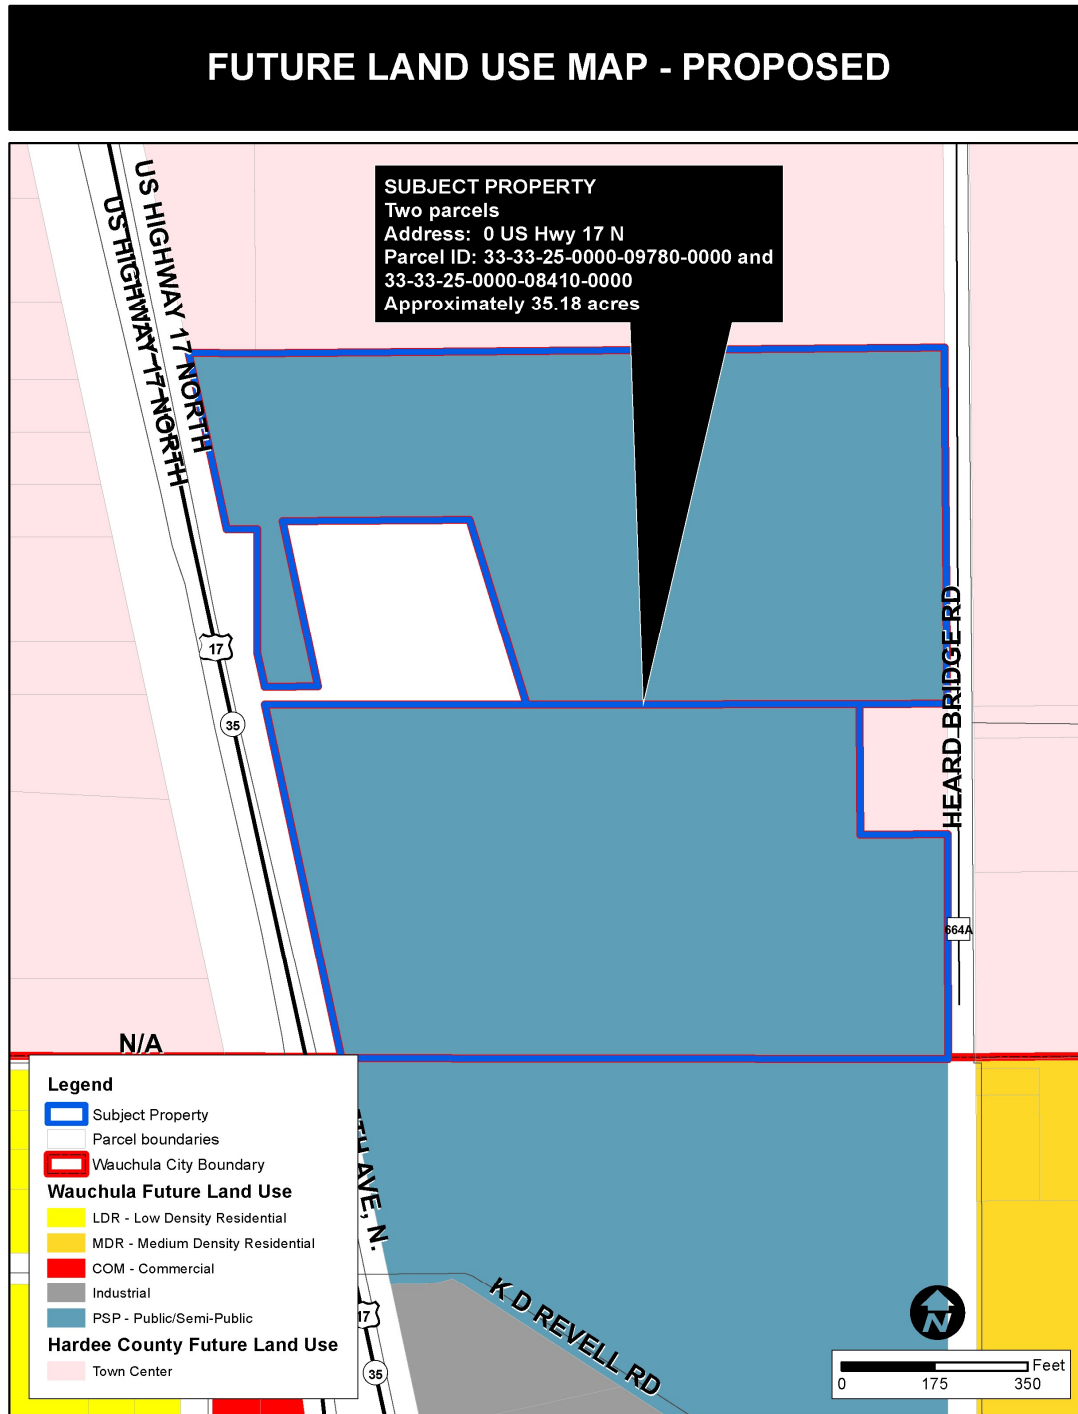 FUTURE LAND USE MAP - PROPOSED
SUBJECT PROPERTY
Two parcels
Address:  0 US Hwy 17 N
Parcel ID: 33-33-25-0000-09780-0000 and
33-33-25-0000-08410-0000
Approximately 35.18 acres
US HIGHWAY 17 NORTH
US HIGHWAY 17 NORTH
17
35
HEARD BRIDGE RD
664A
N/A
Legend
Subject Property
Parcel boundaries
Wauchula City Boundary
Wauchula Future Land Use
LDR - Low Density Residential
MDR - Medium Density Residential
COM - Commercial
Industrial
PSP - Public/Semi-Public
Hardee County Future Land Use
Town Center
TH AVE, N.
K D REVELL RD
17
35
N
Feet
0 175 350